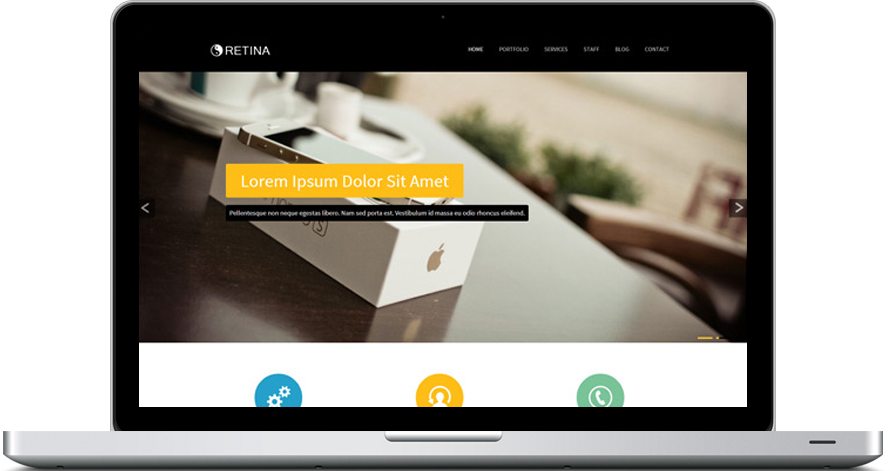 RETINA
HOME PORTFOLIO SERVICES STAFF BLOG CONTACT
Lorem Ipsum Dolor Sit Amet
Pellentesque non neque egestas libero. Nam sed porta est. Vestibulum id massa eu odio rhoncus eleifend.